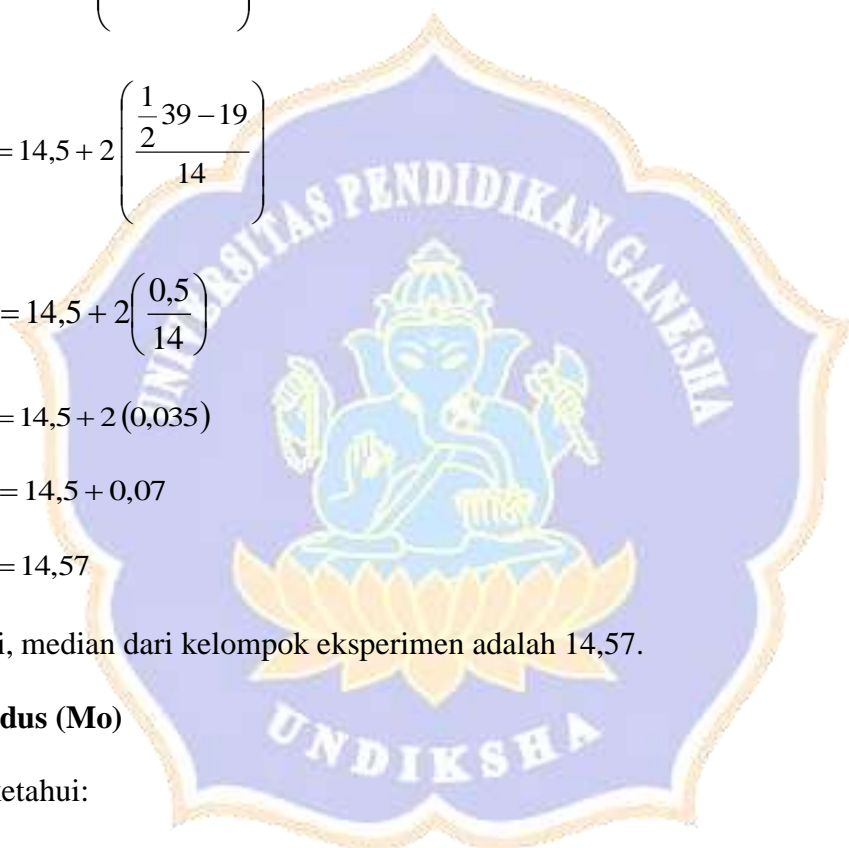 = 14,5 + 2 ( (1/2 39 − 19) / 14 )
= 14,5 + 2 ( 0,5 / 14 )
= 14,5 + 2 (0,035)
= 14,5 + 0,07
= 14,57
i, median dari kelompok eksperimen adalah 14,57.
dus (Mo)
ketahui:
UNIVERSITAS PENDIDIKAN GANESHA
UNDIKSHA